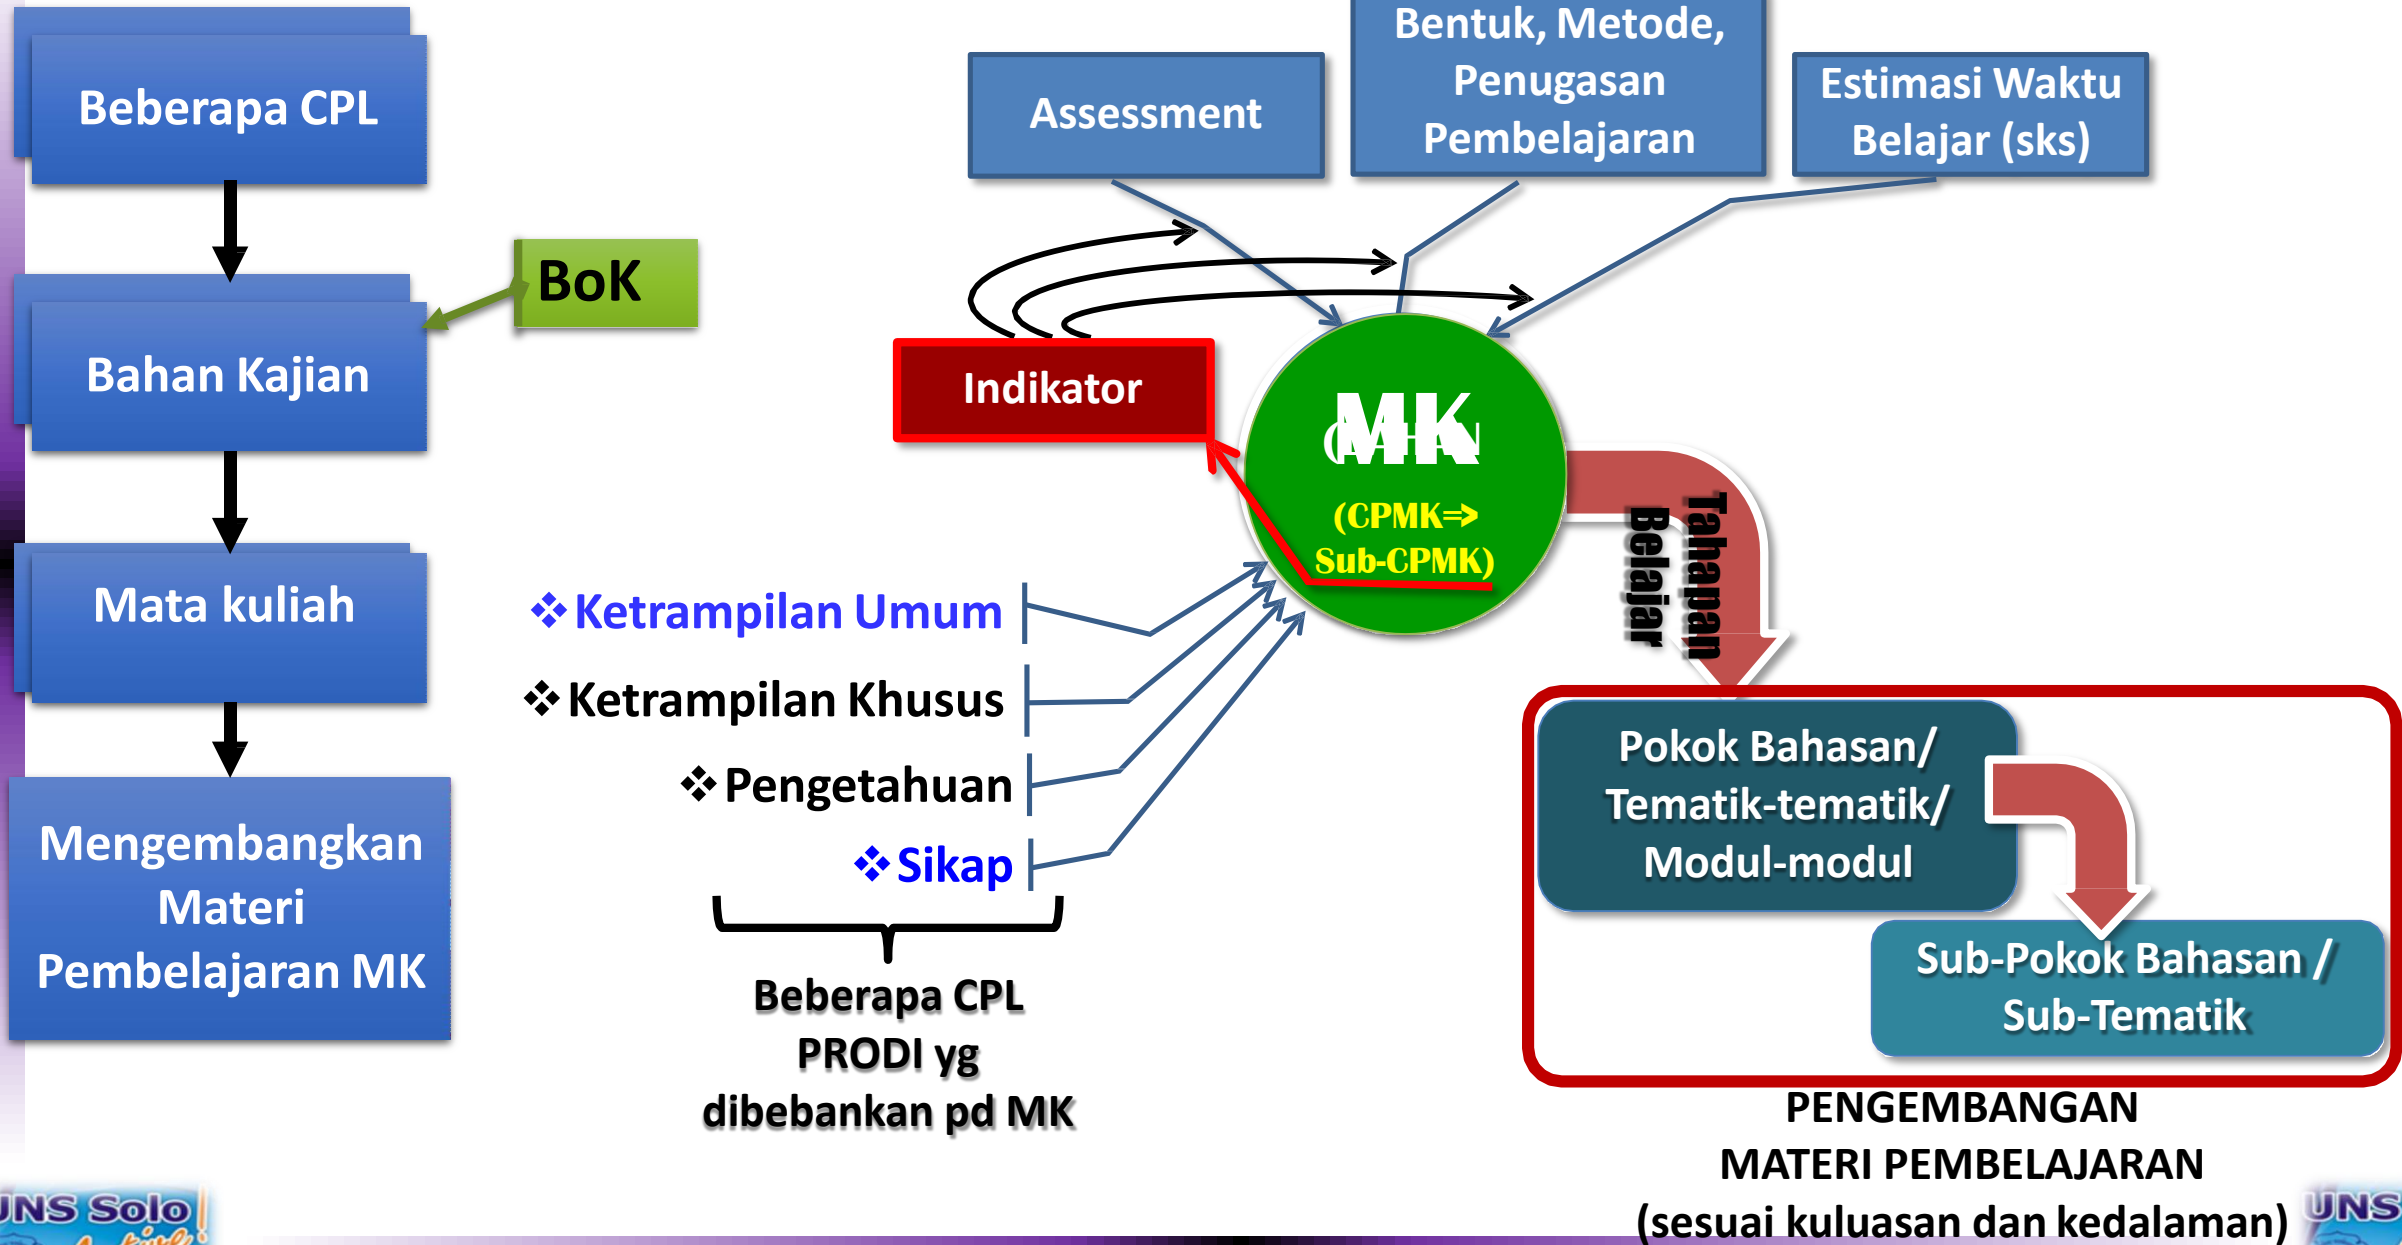 Beberapa CPL
Bahan Kajian
Mata kuliah
Mengembangkan
Materi
Pembelajaran MK
BoK
Assessment
Bentuk, Metode,
Penugasan
Pembelajaran
Estimasi Waktu
Belajar (sks)
Indikator
MK
(CPMK=>
Sub-CPMK)
❖Ketrampilan Umum
❖Ketrampilan Khusus
❖Pengetahuan
❖Sikap
Beberapa CPL
PRODI yg
dibebankan pd MK
Tahapan
Belajar
Pokok Bahasan/
Tematik-tematik/
Modul-modul
Sub-Pokok Bahasan /
Sub-Tematik
PENGEMBANGAN
MATERI PEMBELAJARAN
(sesuai kuluasan dan kedalaman)
UNS Solo
UNS